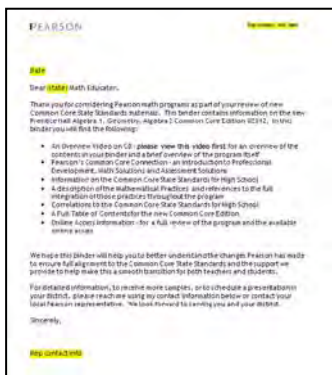 PEARSON
Date
Dear (state) Math Educator,
Thank you for considering Pearson math programs as part of your review of new
Common Core State Standards materials. This binder contains information on the new
Prentice Hall Algebra 1, Geometry, Algebra 2 Common Core Edition ©2012. In this
binder you will find the following:
• An Overview Video on CD - please view this video first for an overview of the
contents in your binder and a brief overview of the program itself
• Pearson's Common Core Connection - an introduction to Professional
Development, Math Solutions and Assessment Solutions
• Information on the Common Core State Standards for High School
• A description of the Mathematical Practices and references to the full
integration of those practices throughout the program
• Correlations to the Common Core State Standards for High School
• A Full Table of Contents for the new Common Core Edition
• Online Access Information - for a full review of the program and the available
online access
We hope this binder will help you to better understand the changes Pearson has made
to ensure full alignment to the Common Core State Standards and the support we
provide to help make this a smooth transition for both teachers and students.
For detailed information, to receive more samples, or to schedule a presentation in
your district, please reach me using my contact information below or contact your
local Pearson representative. We look forward to serving you and your district.
Sincerely,
Rep contact info